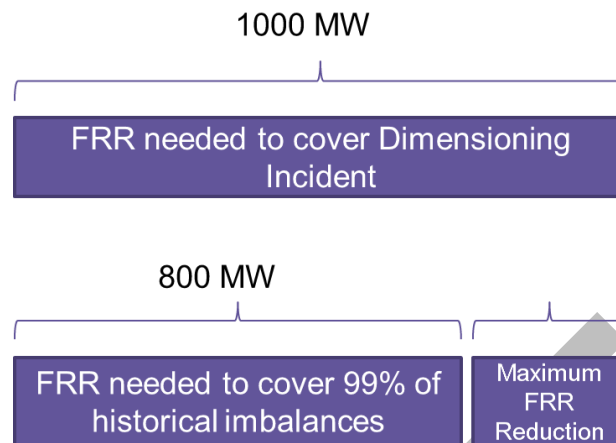 1000 MW
FRR needed to cover Dimensioning
Incident
800 MW
FRR needed to cover 99% of
historical imbalances
Maximum
FRR
Reduction